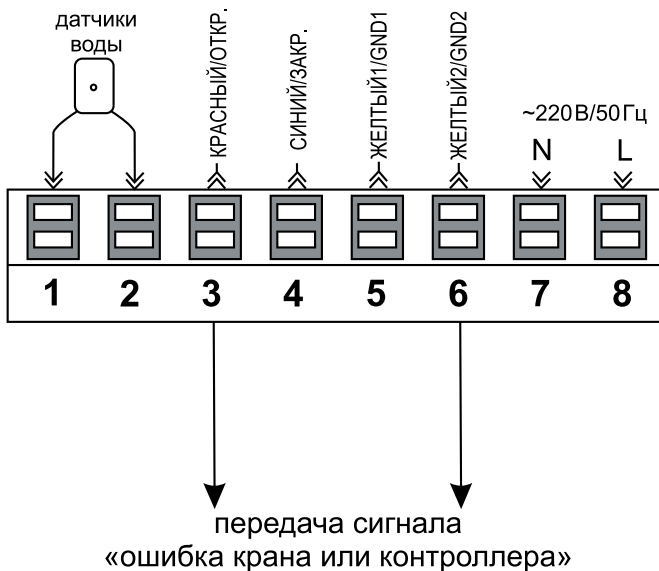 датчики
воды
КРАСНЫЙ/ОТКР.
СИНИЙ/ЗАКР.
ЖЕЛТЫЙ1/GND1
ЖЕЛТЫЙ2/GND2
~220В/50Гц
N L
1 2 3 4 5 6 7 8
передача сигнала
«ошибка крана или контроллера»